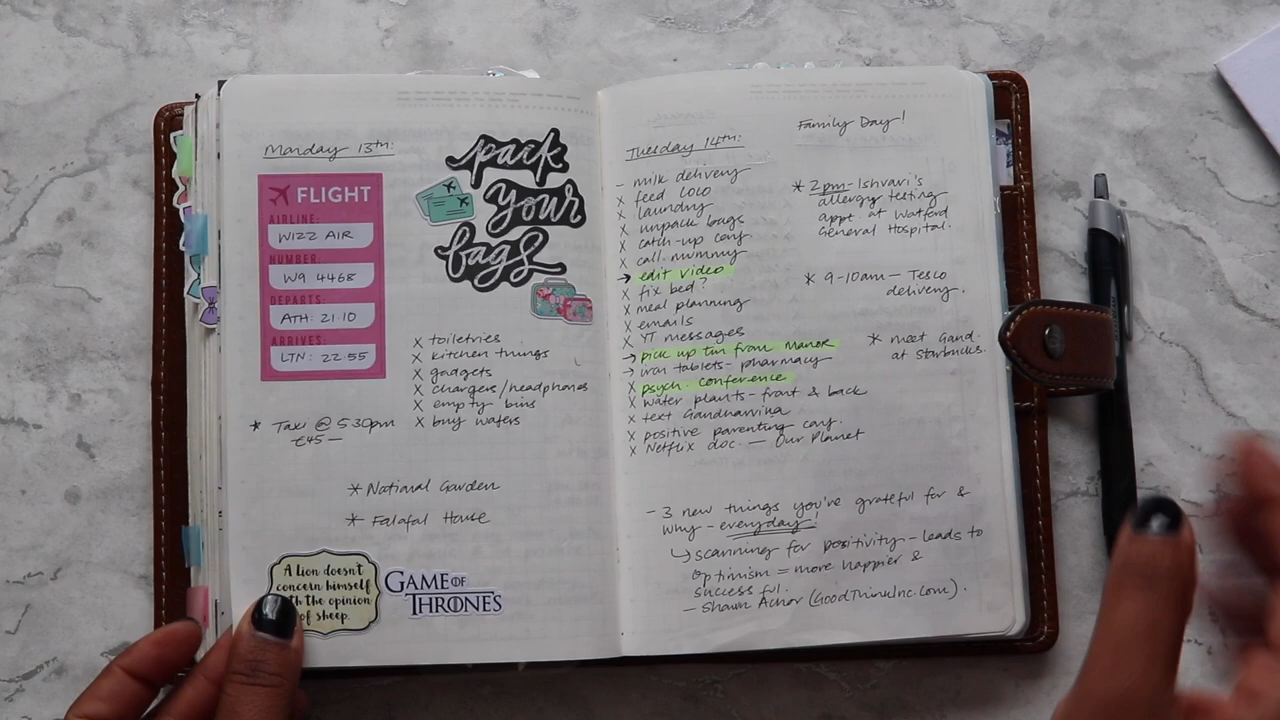 Monday 13th:
pack
your
bags
FLIGHT
AIRLINE:
WIZZ AIR
NUMBER:
W9 4468
DEPARTS:
ATH: 21.10
ARRIVES:
LTN: 22.55
x toiletries
x kitchen things
x gadgets
x chargers/headphones
x empty bins
x buy wafers
* Taxi @ 5.30pm
€45 —
* National Garden
* Falafal House
A Lion doesn't
concern himself
with the opinion
of sheep.
GAME OF
THRONES
Tuesday 14th:
Family Day!
- milk delivery
x feed LOCO
x laundry
x unpack bags
x catch-up conf
x call mummy
→ edit video
x fix bed?
x meal planning
x emails
x YT messages
→ pick up tm from Manor
→ iron tablets - pharmacy
x psych. conference
x water plants - front & back
x text Gandharvika
x positive parenting conf.
x Netflix doc. — Our Planet
* 2pm - Ishvari's
allergy testing
appt. at Watford
General Hospital.
* 9-10am — Tesco
delivery.
* meet Gand.
at Starbucks.
- 3 new things you've grateful for &
why - everyday!
↳ scanning for positivity - leads to
optimism = more happier &
successful.
- Shawn Achor (GoodThinkInc.com).